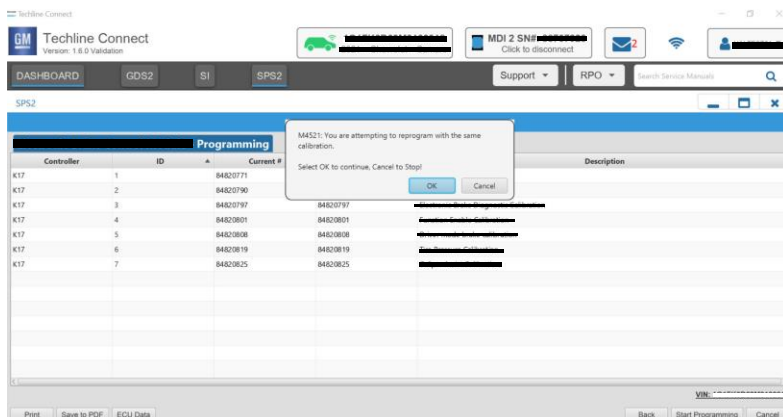 Techline Connect
GM
Techline Connect
Version: 1.6.0 Validation
MDI 2 SN#:
Click to disconnect
2
DASHBOARD GDS2 SI SPS2 Support RPO Search Service Manuals
SPS2
Programming
M4521: You are attempting to reprogram with the same
calibration.
Select OK to continue, Cancel to Stop!
OK Cancel
Controller ID Current # Description
K17 1 84820771
K17 2 84820790
K17 3 84820797 84820797
K17 4 84820801 84820801
K17 5 84820808 84820808
K17 6 84820819 84820819
K17 7 84820825 84820825
VIN:
Print Save to PDF ECU Data Back Start Programming Cancel